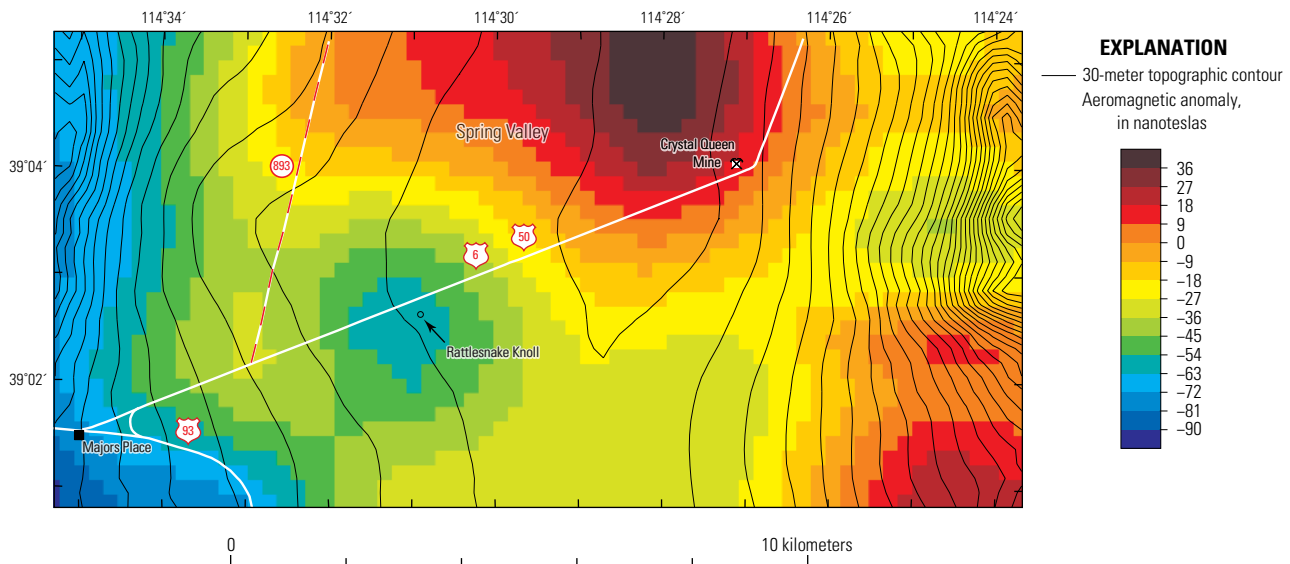 114°34´ 114°32´ 114°30´ 114°28´ 114°26´ 114°24´
EXPLANATION
30-meter topographic contour
Aeromagnetic anomaly,
in nanoteslas
36
27
18
9
0
–9
–18
–27
–36
–45
–54
–63
–72
–81
–90
Spring Valley
Crystal Queen
Mine
39°04´
893
50
6
Rattlesnake Knoll
39°02´
93
Majors Place
0 10 kilometers